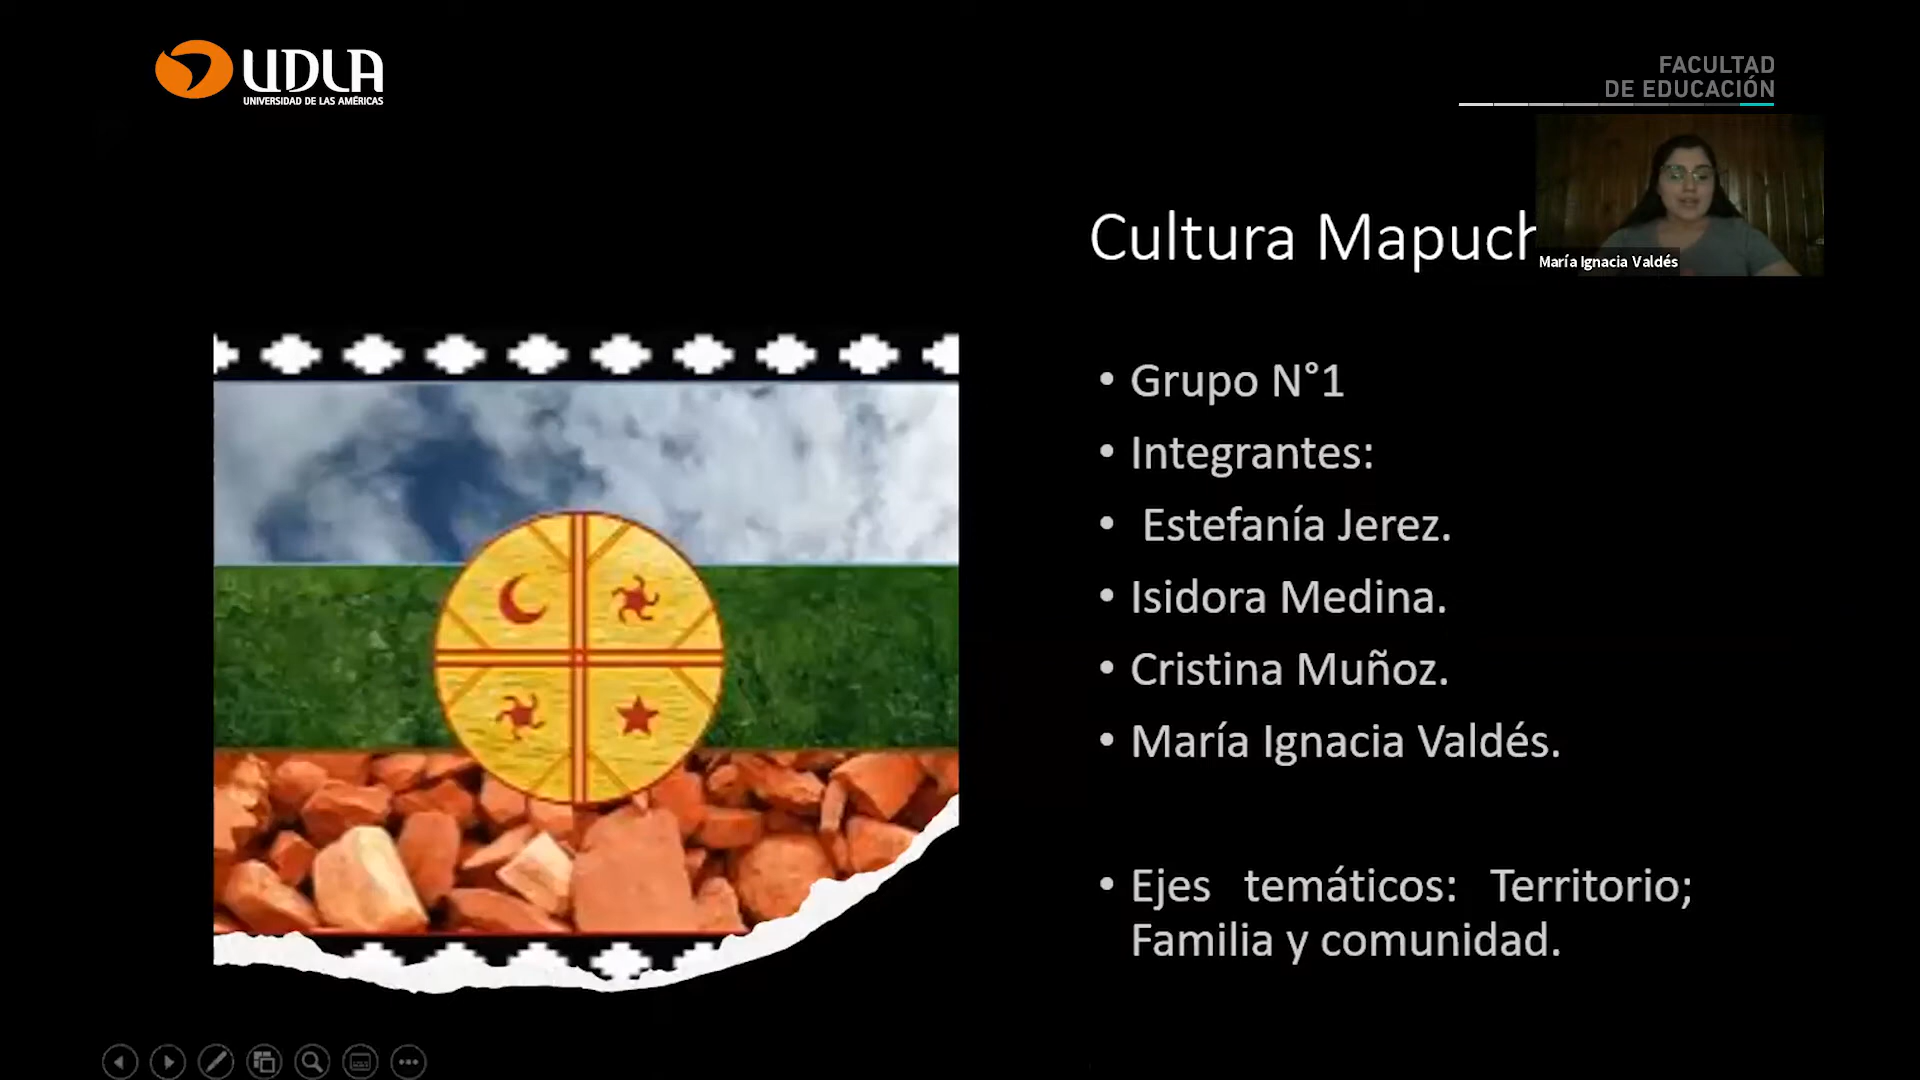 UDLA
UNIVERSIDAD DE LAS AMÉRICAS
FACULTAD
DE EDUCACIÓN
Cultura Mapuch
María Ignacia Valdés
• Grupo N°1
• Integrantes:
• Estefanía Jerez.
• Isidora Medina.
• Cristina Muñoz.
• María Ignacia Valdés.
• Ejes temáticos: Territorio;
Familia y comunidad.